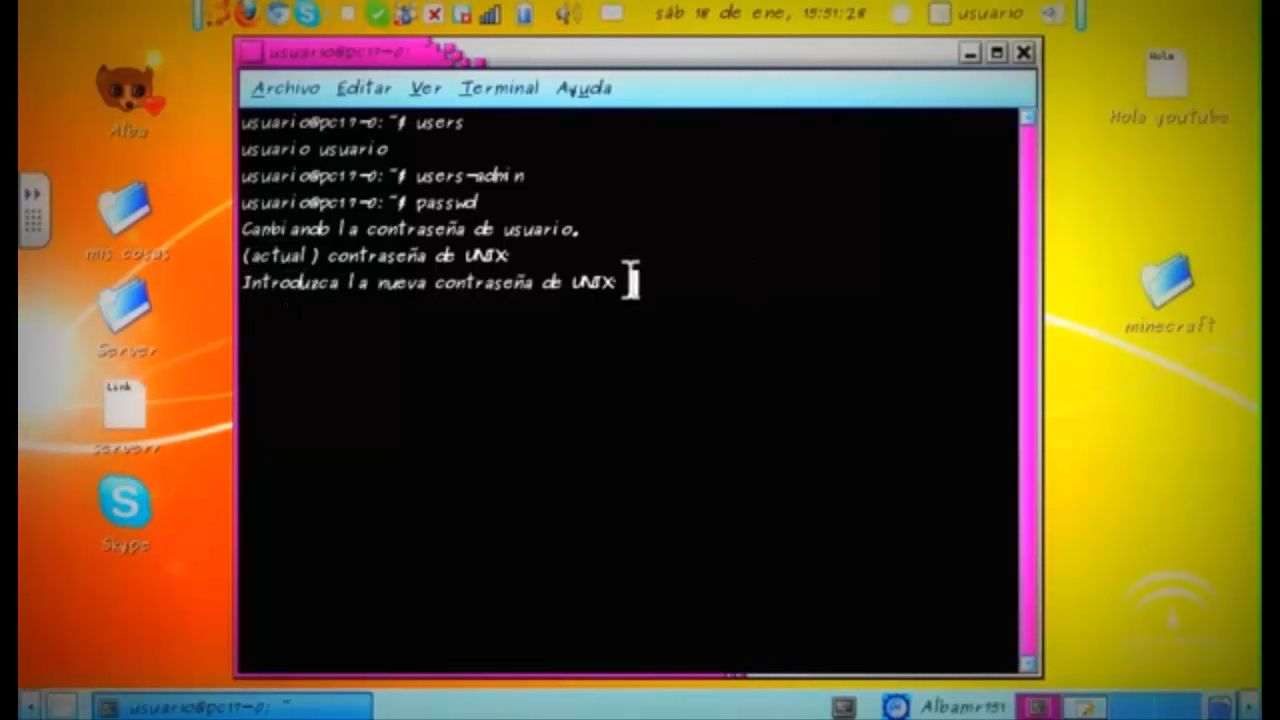 sáb 18 de ene, 15:51:28
usuario
usuario@pc17-0: ~
Archivo Editar Ver Terminal Ayuda
usuario@pc17-0:~$ users
usuario usuario
usuario@pc17-0:~$ users-admin
usuario@pc17-0:~$ passwd
Cambiando la contraseña de usuario.
(actual) contraseña de UNIX:
Introduzca la nueva contraseña de UNIX:
Alba
mis cosas
Server
Link
serverr
Skype
Hola
Hola youtube
minecraft
usuario@pc17-0: ~
Albamr151